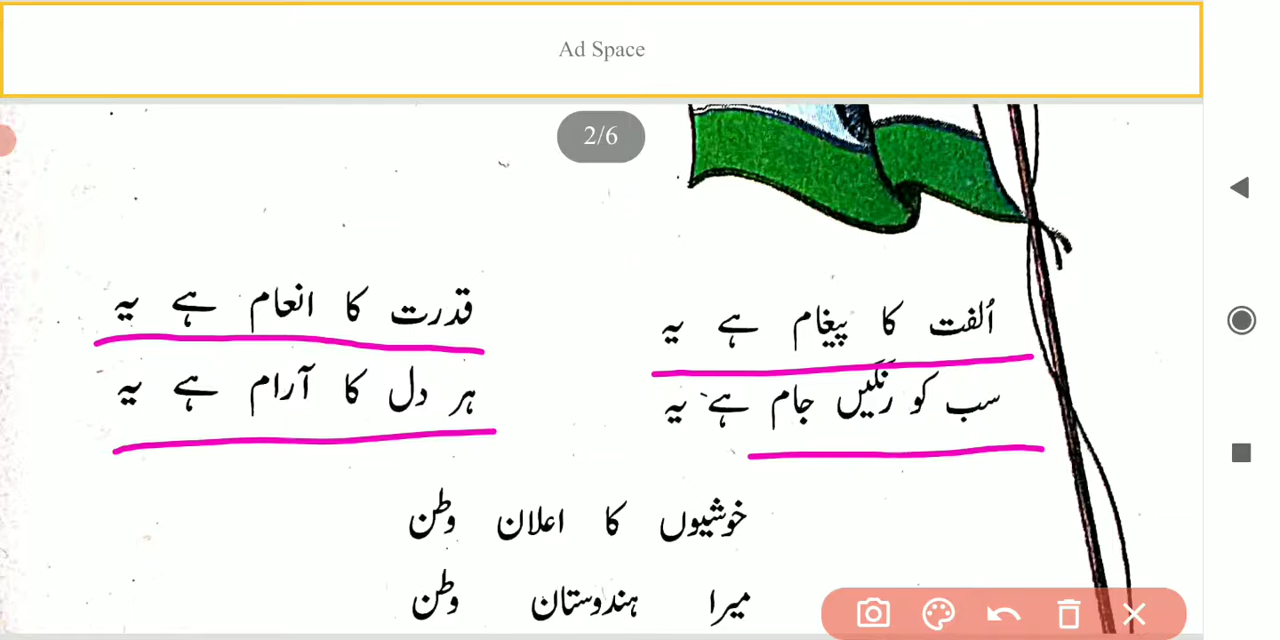 Ad Space
2/6
اُلفت کا پیغام ہے یہ
قدرت کا انعام ہے یہ
سب کو رَنگیں جام ہے یہ
ہر دل کا آرام ہے یہ
خوشیوں کا اعلان وطن
میرا ہندوستان وطن